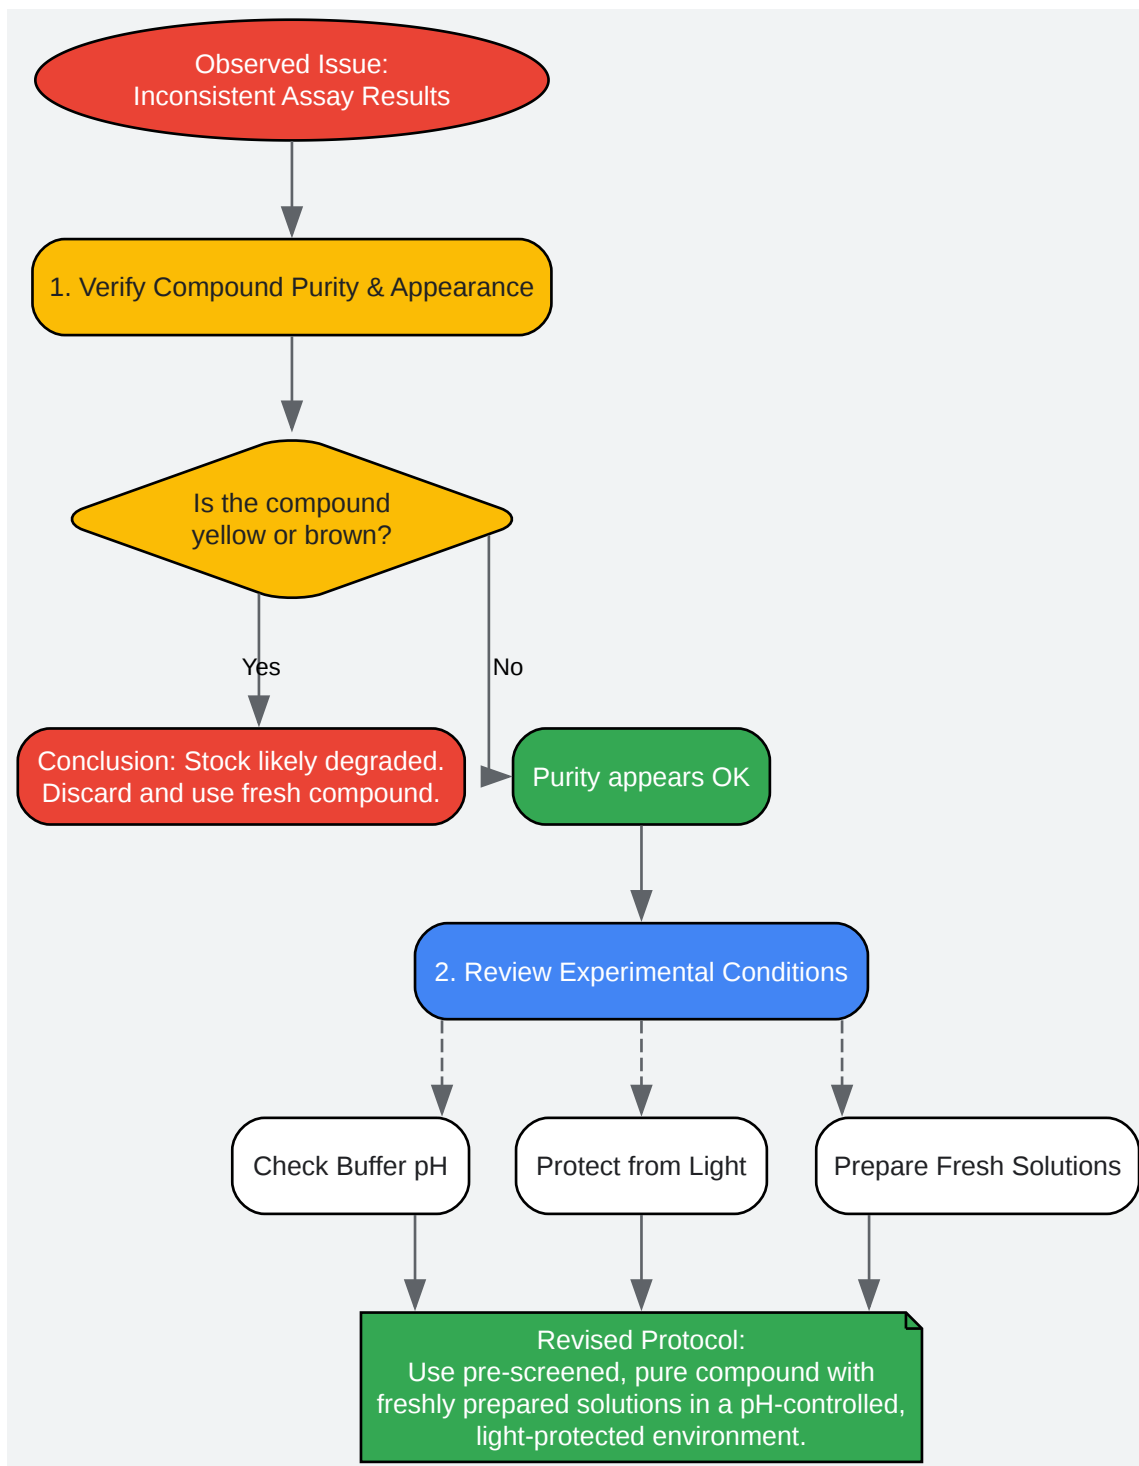 Observed Issue:
Inconsistent Assay Results
1. Verify Compound Purity & Appearance
Is the compound
yellow or brown?
Yes
No
Conclusion: Stock likely degraded.
Discard and use fresh compound.
Purity appears OK
2. Review Experimental Conditions
Check Buffer pH
Protect from Light
Prepare Fresh Solutions
Revised Protocol:
Use pre-screened, pure compound with
freshly prepared solutions in a pH-controlled,
light-protected environment.